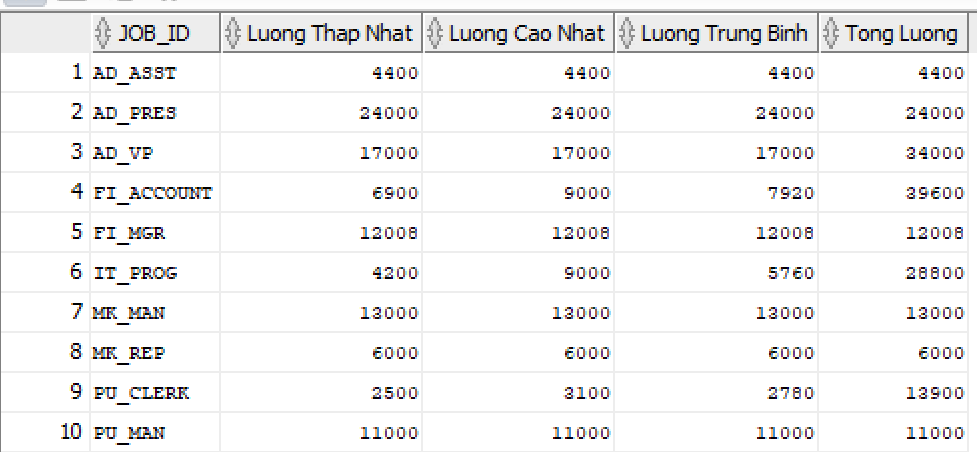 JOB_ID Luong Thap Nhat Luong Cao Nhat Luong Trung Binh Tong Luong
1 AD_ASST 4400 4400 4400 4400
2 AD_PRES 24000 24000 24000 24000
3 AD_VP 17000 17000 17000 34000
4 FI_ACCOUNT 6900 9000 7920 39600
5 FI_MGR 12008 12008 12008 12008
6 IT_PROG 4200 9000 5760 28800
7 MK_MAN 13000 13000 13000 13000
8 MK_REP 6000 6000 6000 6000
9 PU_CLERK 2500 3100 2780 13900
10 PU_MAN 11000 11000 11000 11000